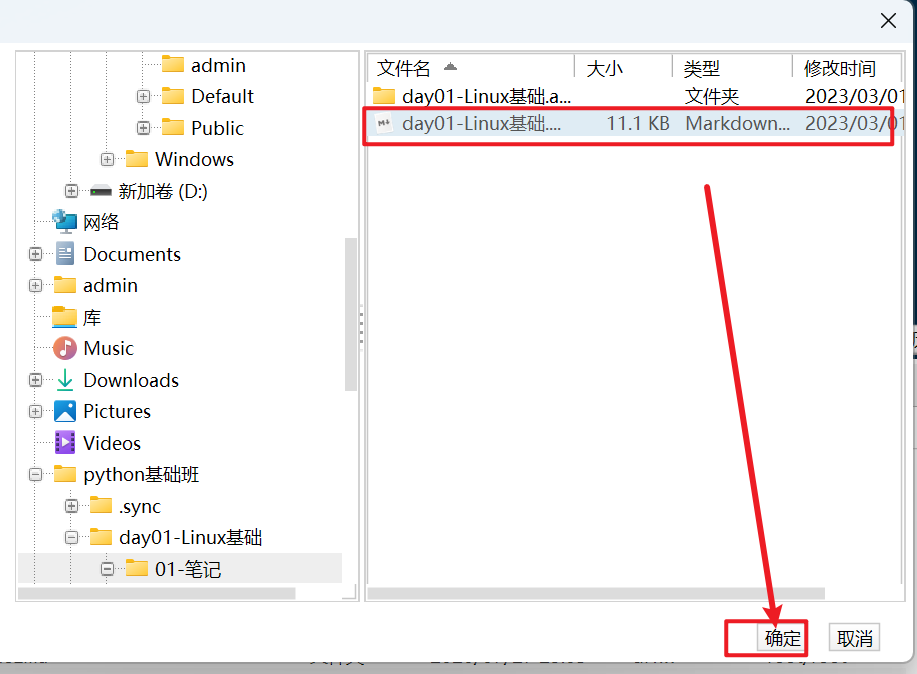 admin
Default
Public
Windows
新加卷 (D:)
网络
Documents
admin
库
Music
Downloads
Pictures
Videos
python基础班
.sync
day01-Linux基础
01-笔记
文件名 大小 类型 修改时间
day01-Linux基础.a... 文件夹 2023/03/01
day01-Linux基础.... 11.1 KB Markdown... 2023/03/01
确定 取消